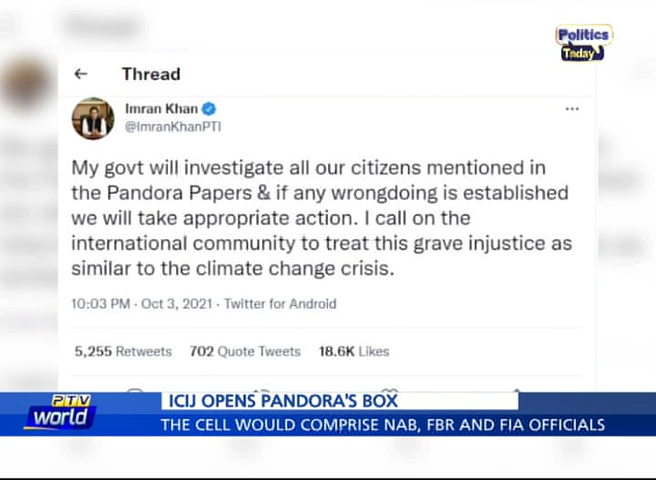 Politics
Today
← Thread
Imran Khan
@ImranKhanPTI
My govt will investigate all our citizens mentioned in
the Pandora Papers & if any wrongdoing is established
we will take appropriate action. I call on the
international community to treat this grave injustice as
similar to the climate change crisis.
10:03 PM · Oct 3, 2021 · Twitter for Android
5,255 Retweets 702 Quote Tweets 18.6K Likes
PTV
world
ICIJ OPENS PANDORA'S BOX
THE CELL WOULD COMPRISE NAB, FBR AND FIA OFFICIALS